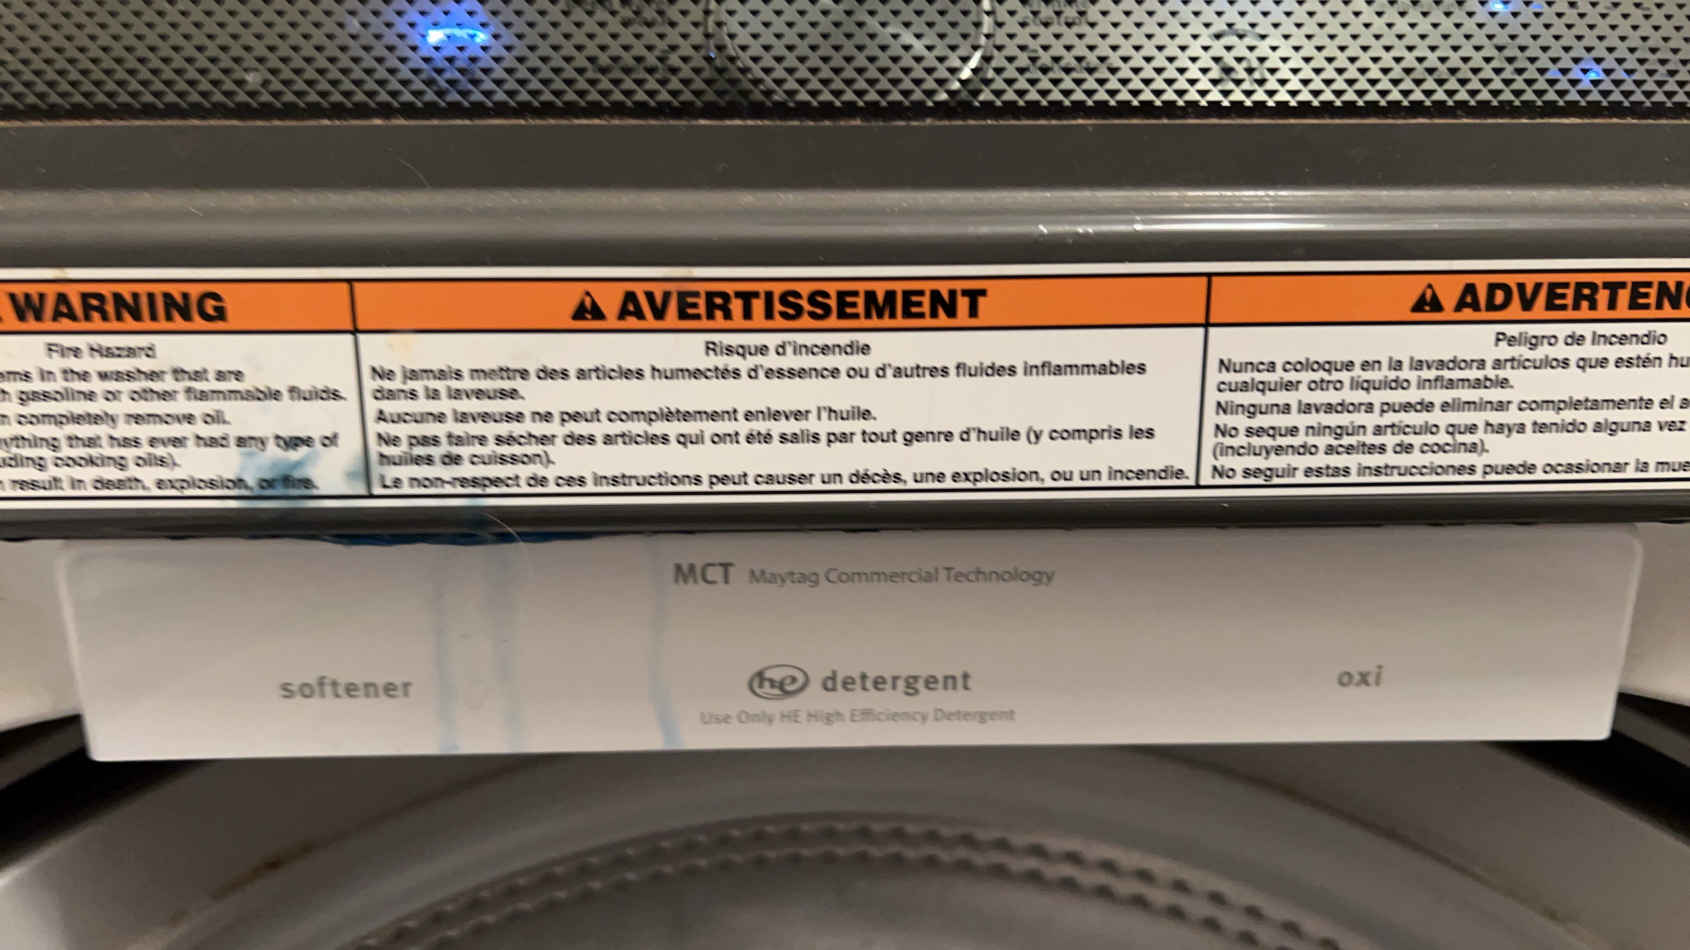 WARNING
Fire Hazard
in the washer that are
gasoline or other flammable fluids.
completely remove oil.
that has ever had any type of
cooking oils).
result in death, explosion, or fire.
AVERTISSEMENT
Risque d'incendie
Ne jamais mettre des articles humectés d'essence ou d'autres fluides inflammables
dans la laveuse.
Aucune laveuse ne peut complètement enlever l'huile.
Ne pas faire sécher des articles qui ont été salis par tout genre d'huile (y compris les
huiles de cuisson).
Le non-respect de ces instructions peut causer un décès, une explosion, ou un incendie.
ADVERTENC
Peligro de Incendio
Nunca coloque en la lavadora artículos que estén hu
cualquier otro líquido inflamable.
Ninguna lavadora puede eliminar completamente el a
No seque ningún artículo que haya tenido alguna vez
(incluyendo aceites de cocina).
No seguir estas instrucciones puede ocasionar la mue
MCT Maytag Commercial Technology
softener
he detergent
Use Only HE High Efficiency Detergent
oxi